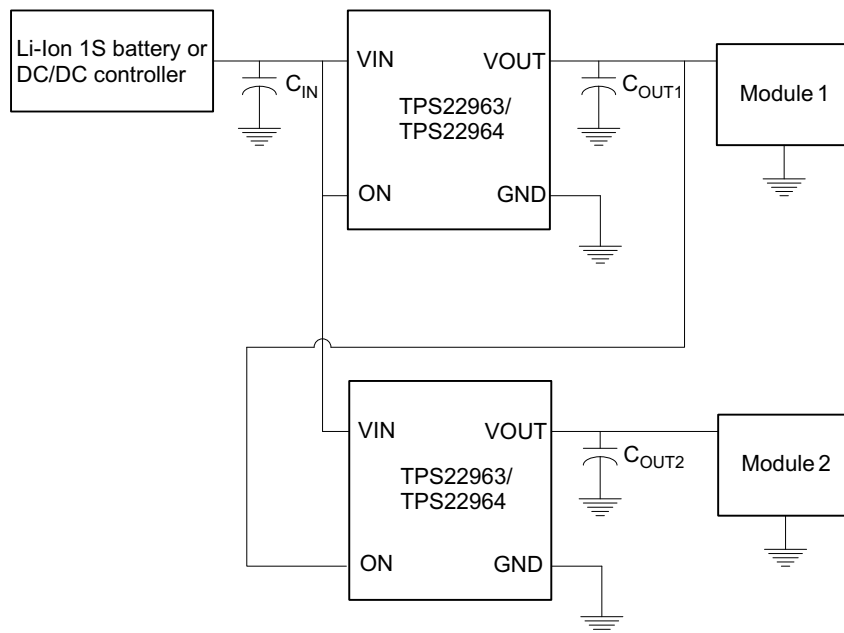 Li-Ion 1S battery or
DC/DC controller
C_IN
VIN
VOUT
TPS22963/
TPS22964
ON
GND
C_OUT1
Module 1
VIN
VOUT
TPS22963/
TPS22964
ON
GND
C_OUT2
Module 2